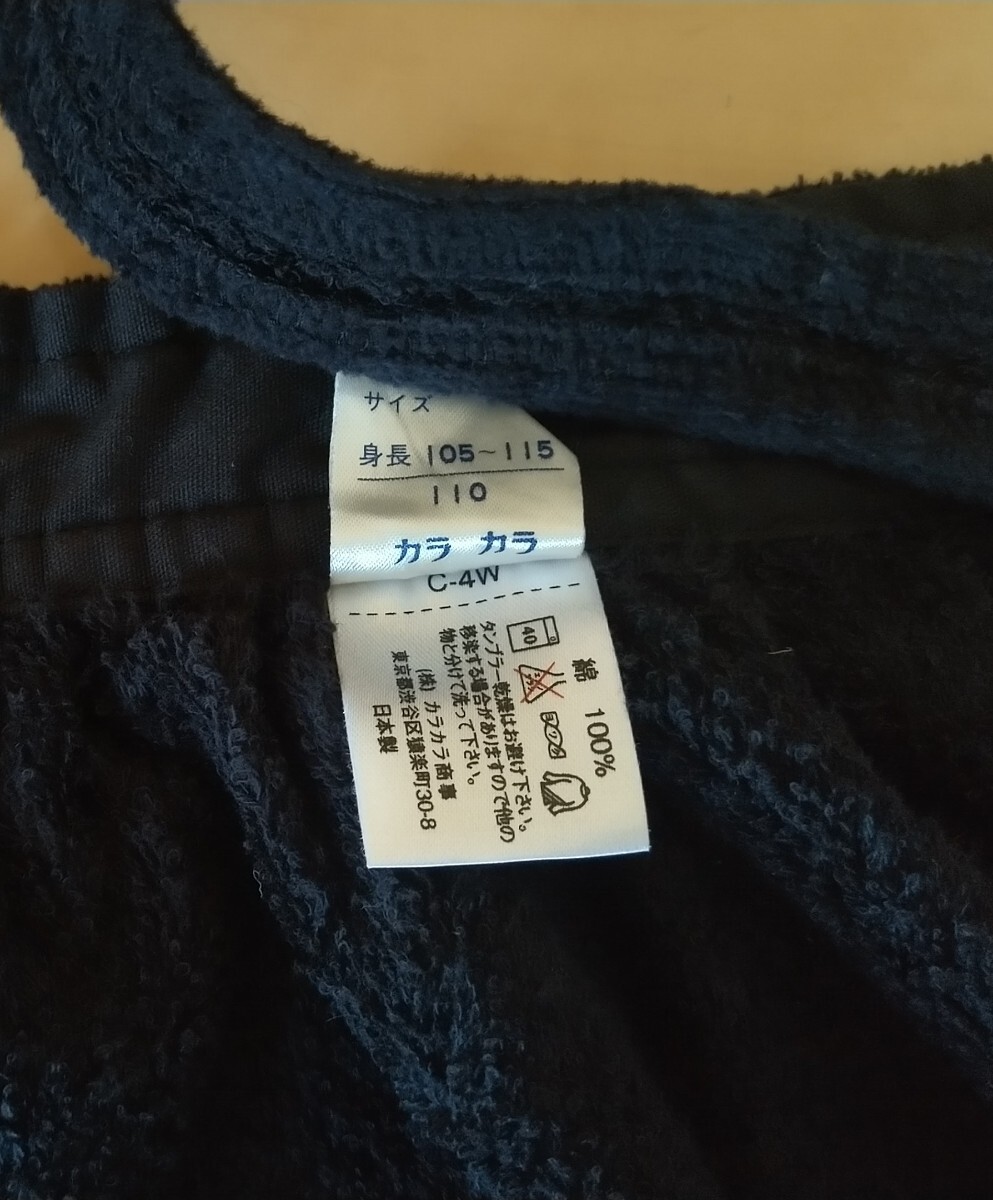 サイズ
身長 105~115
110
カラ カラ
C-4W
綿 100%
40
タンブラー乾燥はお避け下さい。
移染する場合がありますので他の
物と分けて洗って下さい。
(株) カラカラ商事
東京都渋谷区猿楽町30-8
日本製